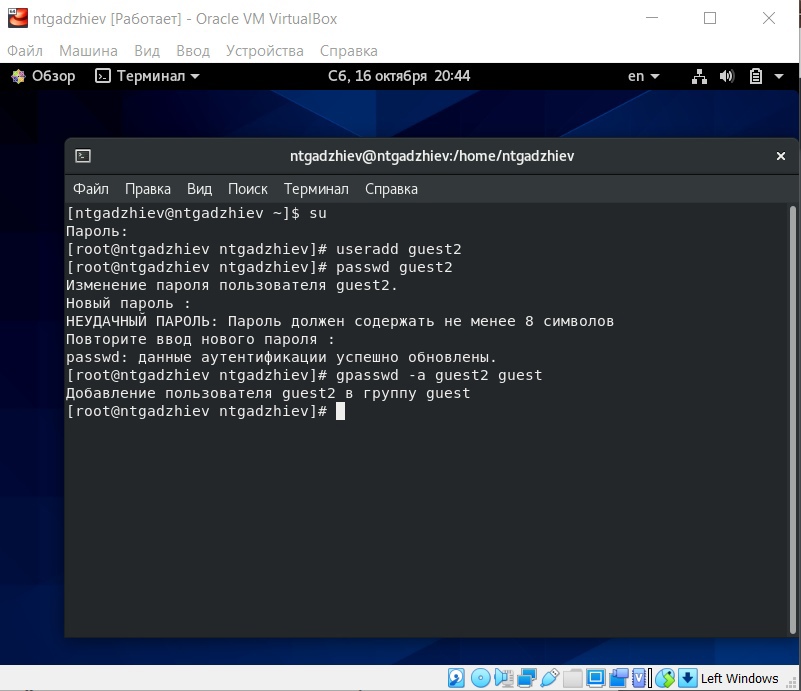 ntgadzhiev [Работает] - Oracle VM VirtualBox
Файл Машина Вид Ввод Устройства Справка
Обзор Терминал Сб, 16 октября 20:44 en
ntgadzhiev@ntgadzhiev:/home/ntgadzhiev
Файл Правка Вид Поиск Терминал Справка
[ntgadzhiev@ntgadzhiev ~]$ su
Пароль:
[root@ntgadzhiev ntgadzhiev]# useradd guest2
[root@ntgadzhiev ntgadzhiev]# passwd guest2
Изменение пароля пользователя guest2.
Новый пароль :
НЕУДАЧНЫЙ ПАРОЛЬ: Пароль должен содержать не менее 8 символов
Повторите ввод нового пароля :
passwd: данные аутентификации успешно обновлены.
[root@ntgadzhiev ntgadzhiev]# gpasswd -a guest2 guest
Добавление пользователя guest2 в группу guest
[root@ntgadzhiev ntgadzhiev]#
Left Windows